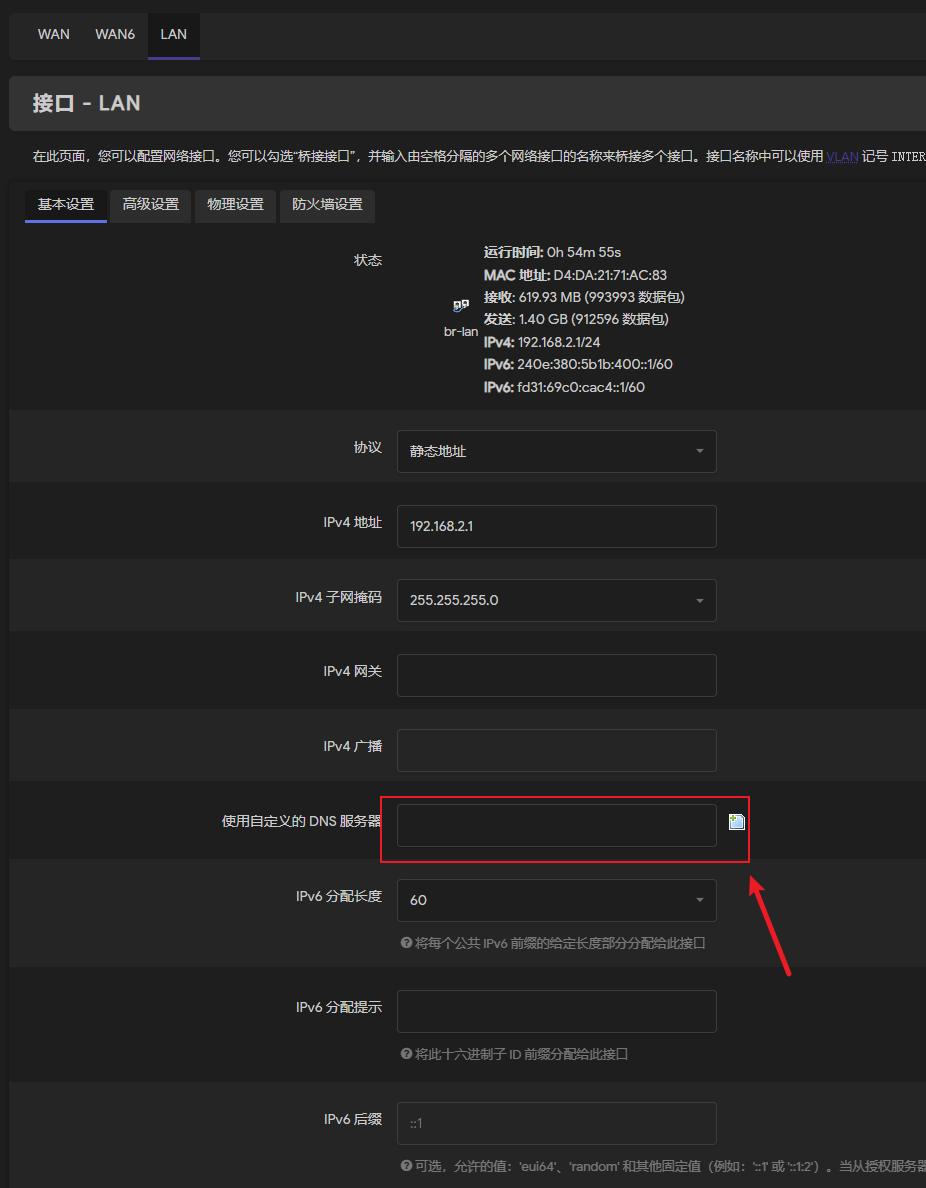 WAN WAN6 LAN
接口 - LAN
在此页面，您可以配置网络接口。您可以勾选“桥接接口”，并输入由空格分隔的多个网络接口的名称来桥接多个接口。接口名称中可以使用 VLAN 记号 INTER
基本设置 高级设置 物理设置 防火墙设置
状态
运行时间: 0h 54m 55s
MAC 地址: D4:DA:21:71:AC:83
接收: 619.93 MB (993993 数据包)
发送: 1.40 GB (912596 数据包)
br-lan
IPv4: 192.168.2.1/24
IPv6: 240e:380:5b1b:400::1/60
IPv6: fd31:69c0:cac4::1/60
协议 静态地址
IPv4 地址 192.168.2.1
IPv4 子网掩码 255.255.255.0
IPv4 网关
IPv4 广播
使用自定义的 DNS 服务器
IPv6 分配长度 60
将每个公共 IPv6 前缀的给定长度部分分配给此接口
IPv6 分配提示
将此十六进制子 ID 前缀分配给此接口
IPv6 后缀 ::1
可选，允许的值：'eui64'、'random' 和其他固定值（例如：'::1' 或 '::1:2'）。当从授权服务器